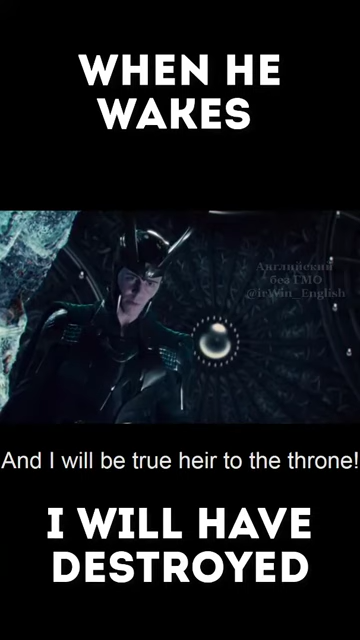 WHEN HE
WAKES
Английский
без ГМО
@irWin_English
And I will be true heir to the throne!
I WILL HAVE
DESTROYED